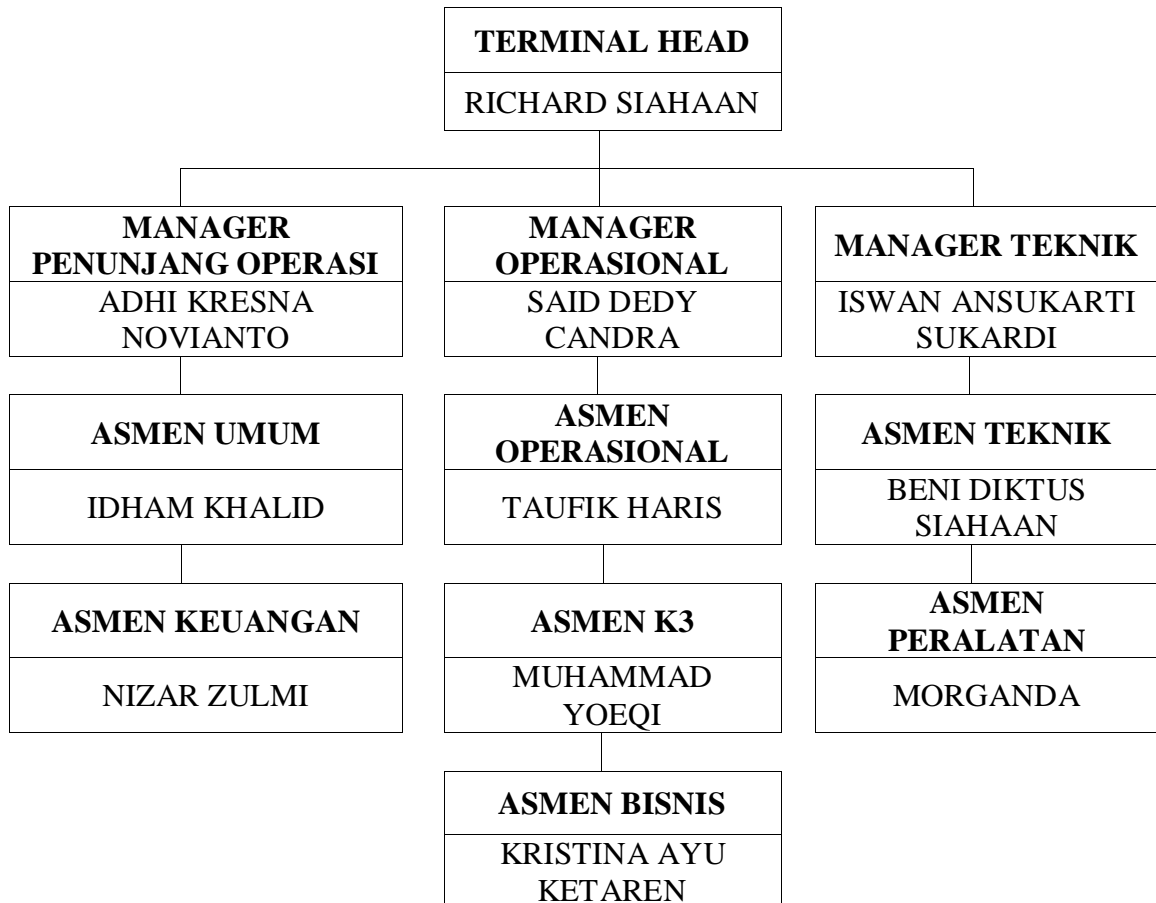 TERMINAL HEAD
RICHARD SIAHAAN
MANAGER
PENUNJANG OPERASI
ADHI KRESNA
NOVIANTO
MANAGER
OPERASIONAL
SAID DEDY
CANDRA
MANAGER TEKNIK
ISWAN ANSUKARTI
SUKARDI
ASMEN UMUM
IDHAM KHALID
ASMEN
OPERASIONAL
TAUFIK HARIS
ASMEN TEKNIK
BENI DIKTUS
SIAHAAN
ASMEN KEUANGAN
NIZAR ZULMI
ASMEN K3
MUHAMMAD
YOEQI
ASMEN
PERALATAN
MORGANDA
ASMEN BISNIS
KRISTINA AYU
KETAREN